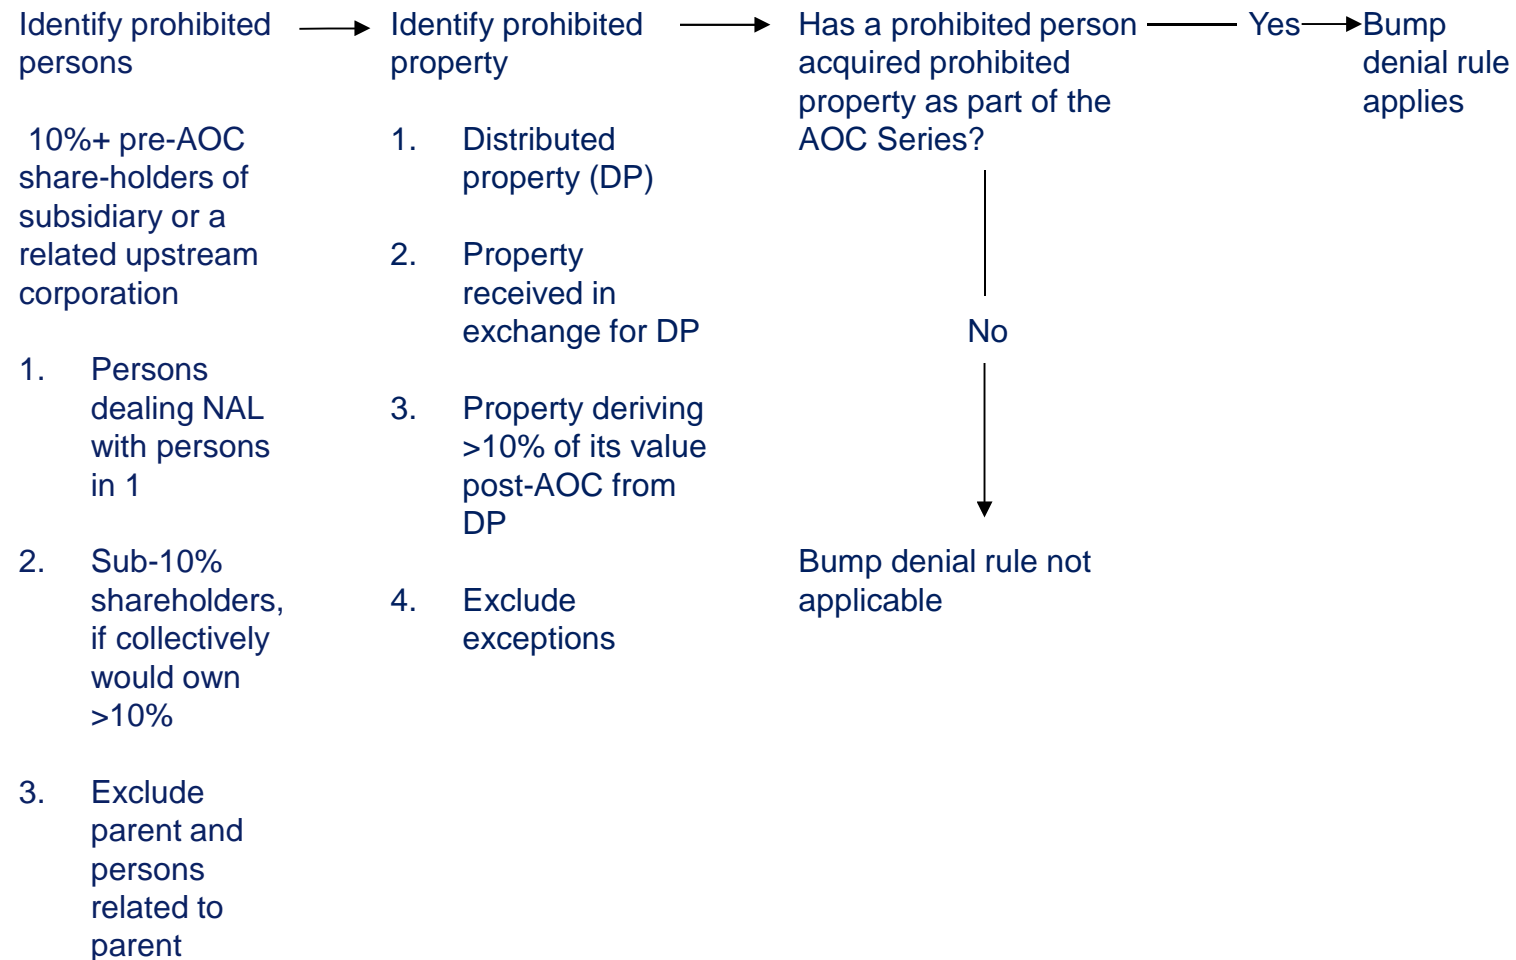 Identify prohibited
persons
10%+ pre-AOC
share-holders of
subsidiary or a
related upstream
corporation
1. Persons
dealing NAL
with persons
in 1
2. Sub-10%
shareholders,
if collectively
would own
>10%
3. Exclude
parent and
persons
related to
parent
Identify prohibited
property
1. Distributed
property (DP)
2. Property
received in
exchange for DP
3. Property deriving
>10% of its value
post-AOC from
DP
4. Exclude
exceptions
Has a prohibited person
acquired prohibited
property as part of the
AOC Series?
Yes
Bump
denial rule
applies
No
Bump denial rule not
applicable